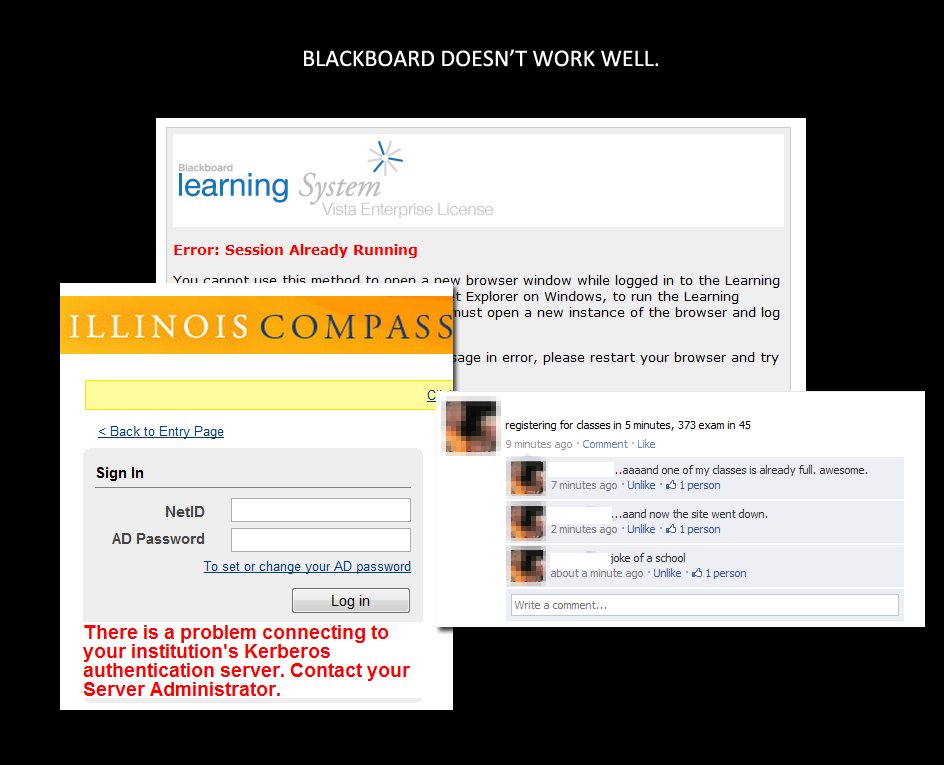 BLACKBOARD DOESN'T WORK WELL.
Blackboard
learning System
Vista Enterprise License
Error: Session Already Running
You cannot use this method to open a new browser window while logged in to the Learning
t Explorer on Windows, to run the Learning
must open a new instance of the browser and log
sage in error, please restart your browser and try
ILLINOIS COMPASS
< Back to Entry Page
Sign In
NetID
AD Password
To set or change your AD password
Log in
There is a problem connecting to
your institution's Kerberos
authentication server. Contact your
Server Administrator.
registering for classes in 5 minutes, 373 exam in 45
9 minutes ago · Comment · Like
..aaaand one of my classes is already full. awesome.
7 minutes ago · Unlike · 1 person
...aand now the site went down.
2 minutes ago · Unlike · 1 person
joke of a school
about a minute ago · Unlike · 1 person
Write a comment...